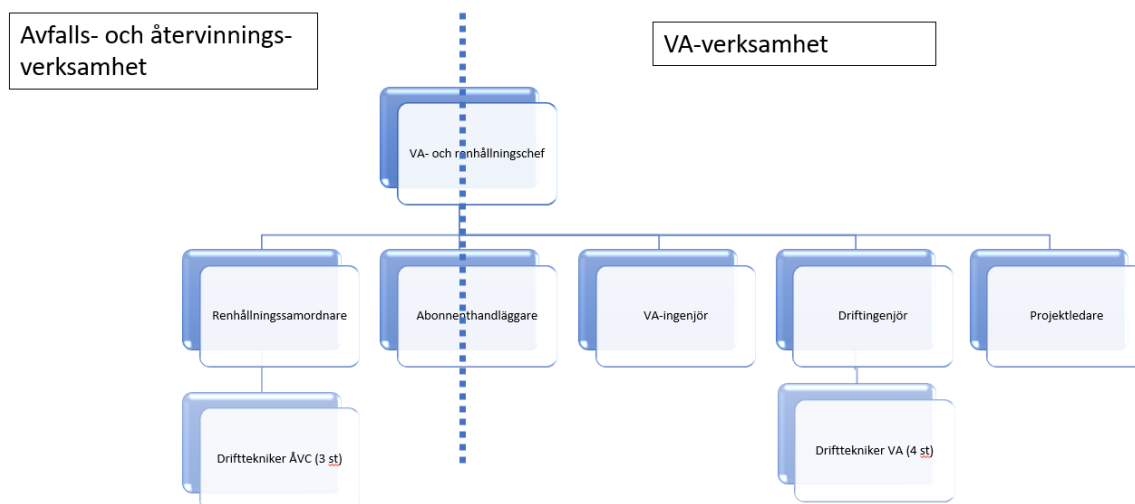 Avfalls- och återvinnings-
verksamhet
VA-verksamhet
VA- och renhållningschef
Renhållningssamordnare
Abonnenthandläggare
VA-ingenjör
Driftingenjör
Projektledare
Drifttekniker ÅVC (3 st)
Drifttekniker VA (4 st)